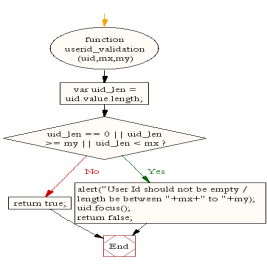 function
userid_validation
(uid,mx,my)
var uid_len =
uid.value.length;
uid_len == 0 || uid_len
>= my || uid_len < mx ?
No
Yes
return true;
alert("User Id should not be empty /
length be between "+mx+" to "+my);
uid.focus();
return false;
End